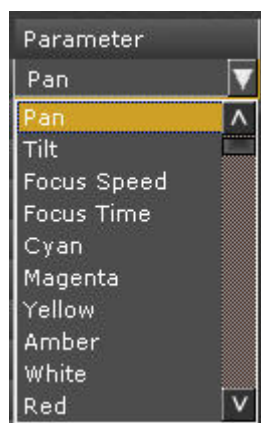 Parameter
Pan
Pan
Tilt
Focus Speed
Focus Time
Cyan
Magenta
Yellow
Amber
White
Red